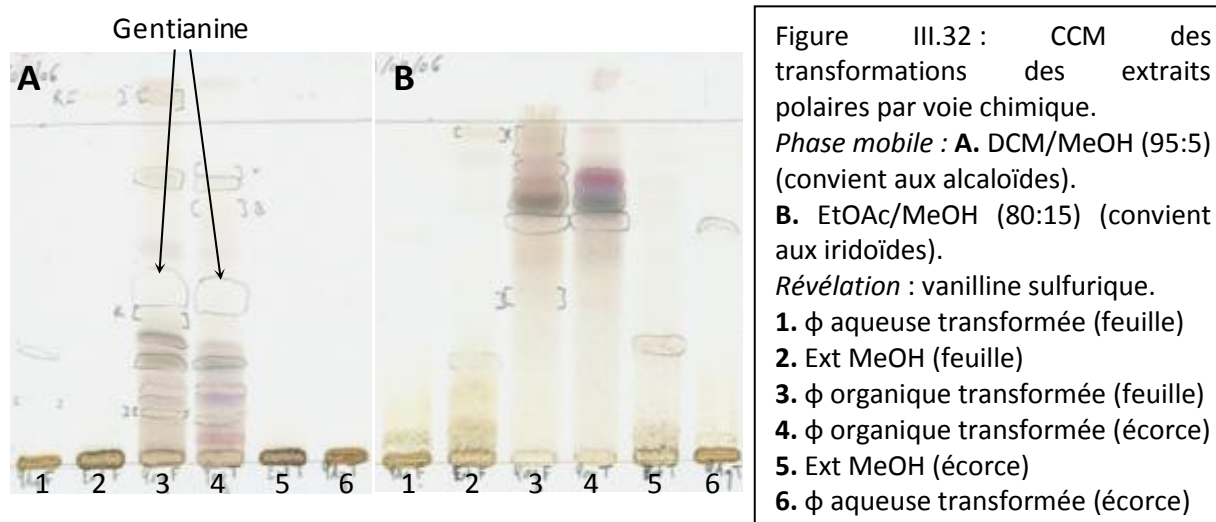 Gentianine
A
B
1 2 3 4 5 6
1 2 3 4 5 6
Figure III.32 : CCM des
transformations des extraits
polaires par voie chimique.
Phase mobile : A. DCM/MeOH (95:5)
(convient aux alcaloïdes).
B. EtOAc/MeOH (80:15) (convient
aux iridoïdes).
Révélation : vanilline sulfurique.
1. ϕ aqueuse transformée (feuille)
2. Ext MeOH (feuille)
3. ϕ organique transformée (feuille)
4. ϕ organique transformée (écorce)
5. Ext MeOH (écorce)
6. ϕ aqueuse transformée (écorce)